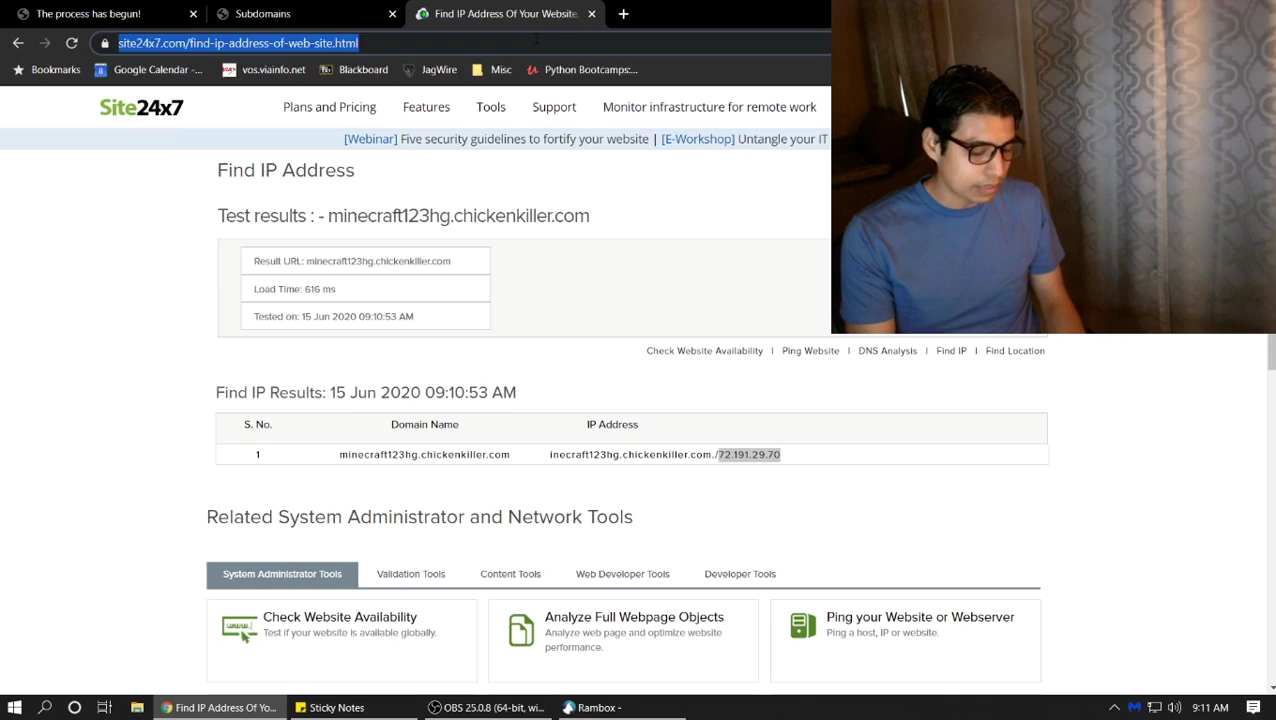 The process has begun!
Subdomains
Find IP Address Of Your Website,
site24x7.com/find-ip-address-of-web-site.html
Bookmarks
Google Calendar -...
vos.viainfo.net
Blackboard
JagWire
Misc
Python Bootcamps:...
Site24x7
Plans and Pricing
Features
Tools
Support
Monitor infrastructure for remote work
[Webinar] Five security guidelines to fortify your website | [E-Workshop] Untangle your IT
Find IP Address
Test results : - minecraft123hg.chickenkiller.com
Result URL: minecraft123hg.chickenkiller.com
Load Time: 616 ms
Tested on: 15 Jun 2020 09:10:53 AM
Check Website Availability | Ping Website | DNS Analysis | Find IP | Find Location
Find IP Results: 15 Jun 2020 09:10:53 AM
S. No. Domain Name IP Address
1 minecraft123hg.chickenkiller.com inecraft123hg.chickenkiller.com./72.191.29.70
Related System Administrator and Network Tools
System Administrator Tools
Validation Tools
Content Tools
Web Developer Tools
Developer Tools
Check Website Availability
Test if your website is available globally.
Analyze Full Webpage Objects
Analyze web page and optimize website
performance.
Ping your Website or Webserver
Ping a host, IP or website.
Find IP Address Of Yo...
Sticky Notes
OBS 25.0.8 (64-bit, wi...
Rambox -
9:11 AM